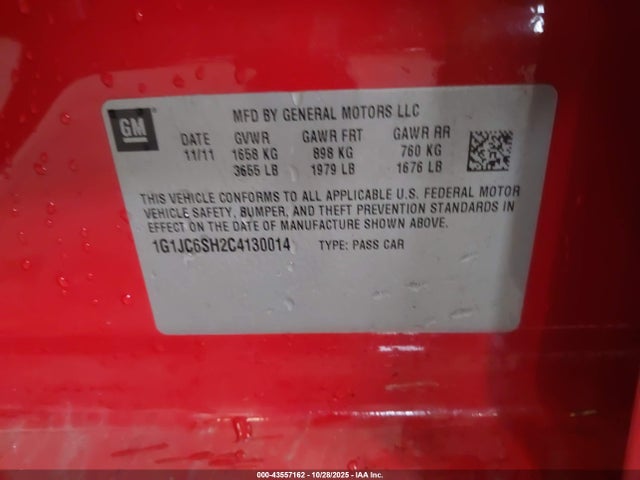 GM
MFD BY GENERAL MOTORS LLC
DATE GVWR GAWR FRT GAWR RR
11/11 1658 KG 898 KG 760 KG
3655 LB 1979 LB 1676 LB
THIS VEHICLE CONFORMS TO ALL APPLICABLE U.S. FEDERAL MOTOR
VEHICLE SAFETY, BUMPER, AND THEFT PREVENTION STANDARDS IN
EFFECT ON THE DATE OF MANUFACTURE SHOWN ABOVE.
1G1JC6SH2C4130014 TYPE: PASS CAR
000-43557162 - 10/28/2025 - IAA Inc.